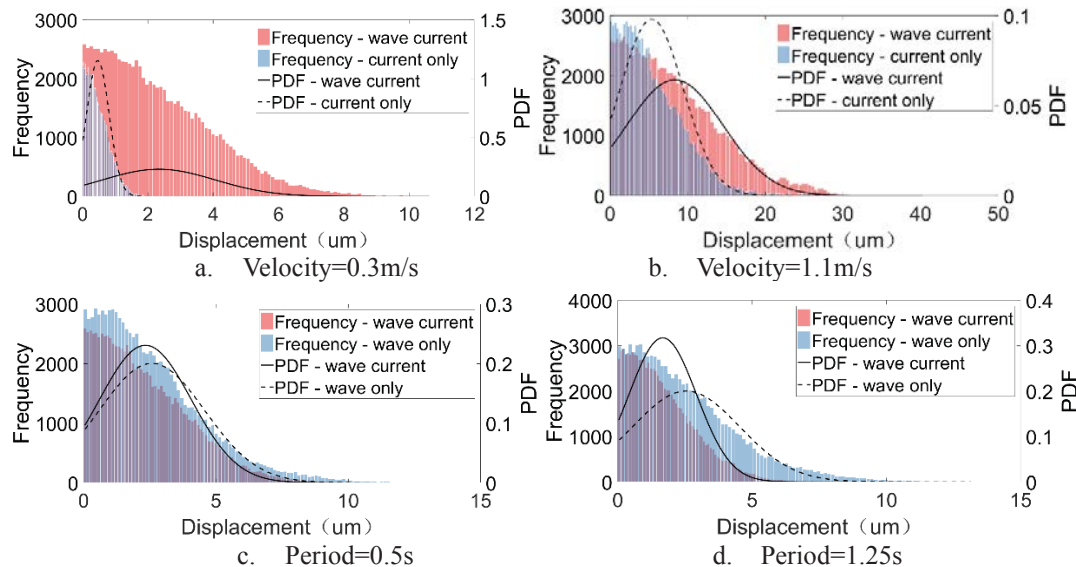 3000
2000
1000
0
Frequency
1.5
1
0.5
0
PDF
Frequency - wave current
Frequency - current only
PDF - wave current
PDF - current only
0 2 4 6 8 10 12
Displacement（um）
a. Velocity=0.3m/s
3000
2000
1000
0
Frequency
0.1
0.05
0
PDF
Frequency - wave current
Frequency - current only
PDF - wave current
PDF - current only
0 10 20 30 40 50
Displacement（um）
b. Velocity=1.1m/s
3000
2000
1000
0
Frequency
0.3
0.2
0.1
0
PDF
Frequency - wave current
Frequency - wave only
PDF - wave current
PDF - wave only
0 5 10 15
Displacement（um）
c. Period=0.5s
4000
3000
2000
1000
0
Frequency
0.4
0.3
0.2
0.1
0
PDF
Frequency - wave current
Frequency - wave only
PDF - wave current
PDF - wave only
0 5 10 15
Displacement（um）
d. Period=1.25s